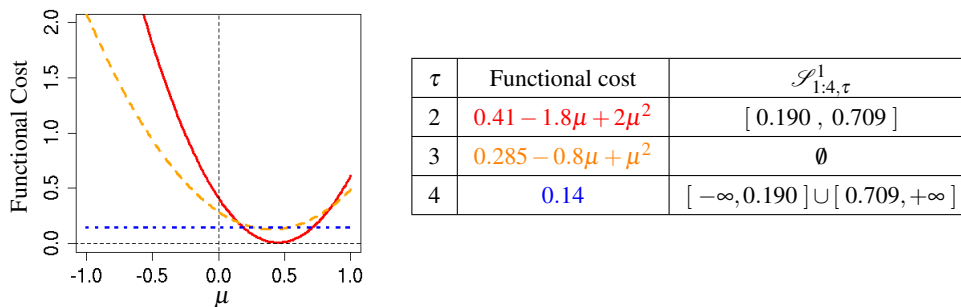 2.0
1.5
1.0
0.5
0.0
Functional Cost
-1.0 -0.5 0.0 0.5 1.0
μ
τ Functional cost 𝒮¹₁:₄,τ
2 0.41 − 1.8μ + 2μ² [ 0.190 , 0.709 ]
3 0.285 − 0.8μ + μ² ∅
4 0.14 [ −∞, 0.190 ] ∪ [ 0.709, +∞ ]